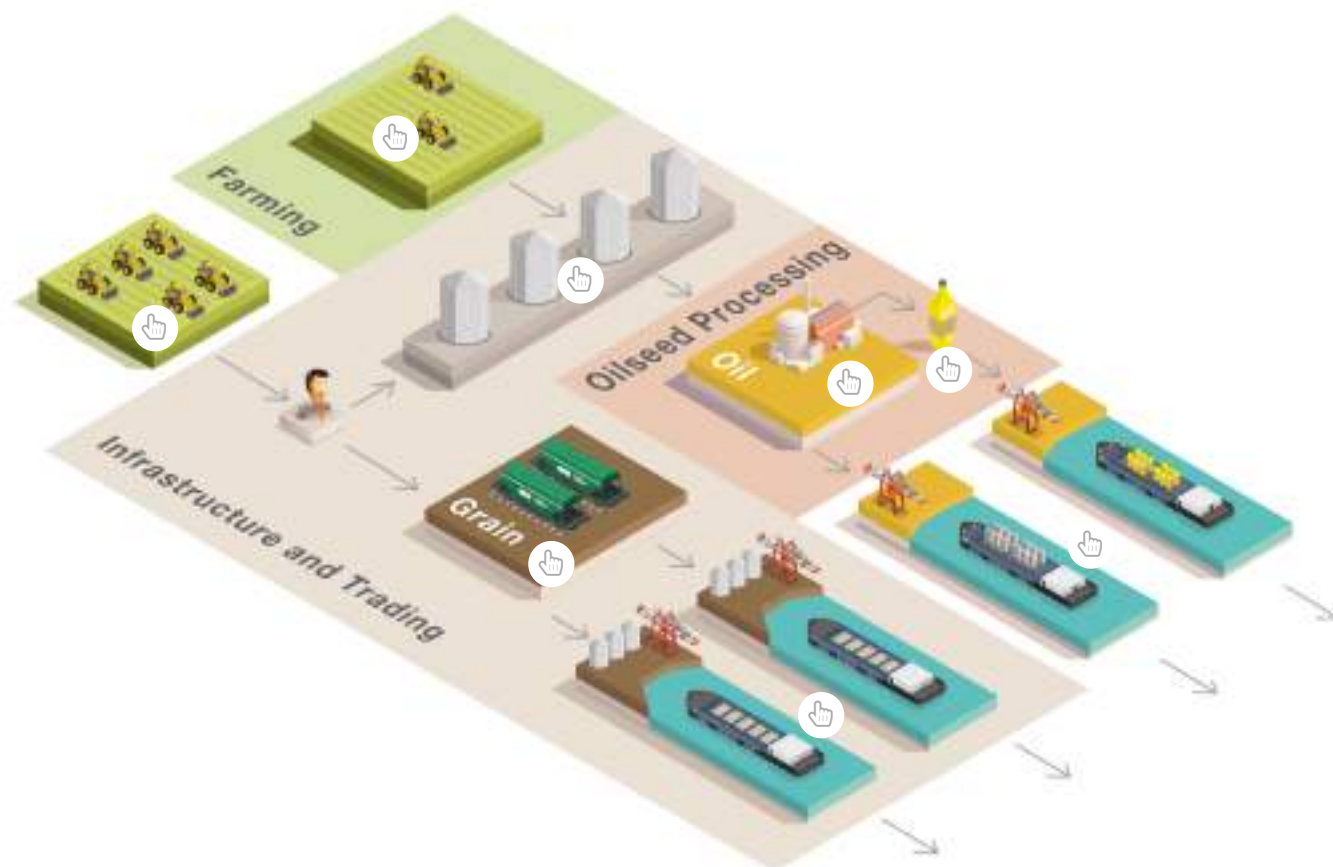 Farming
Oilseed Processing
Oil
Infrastructure and Trading
Grain